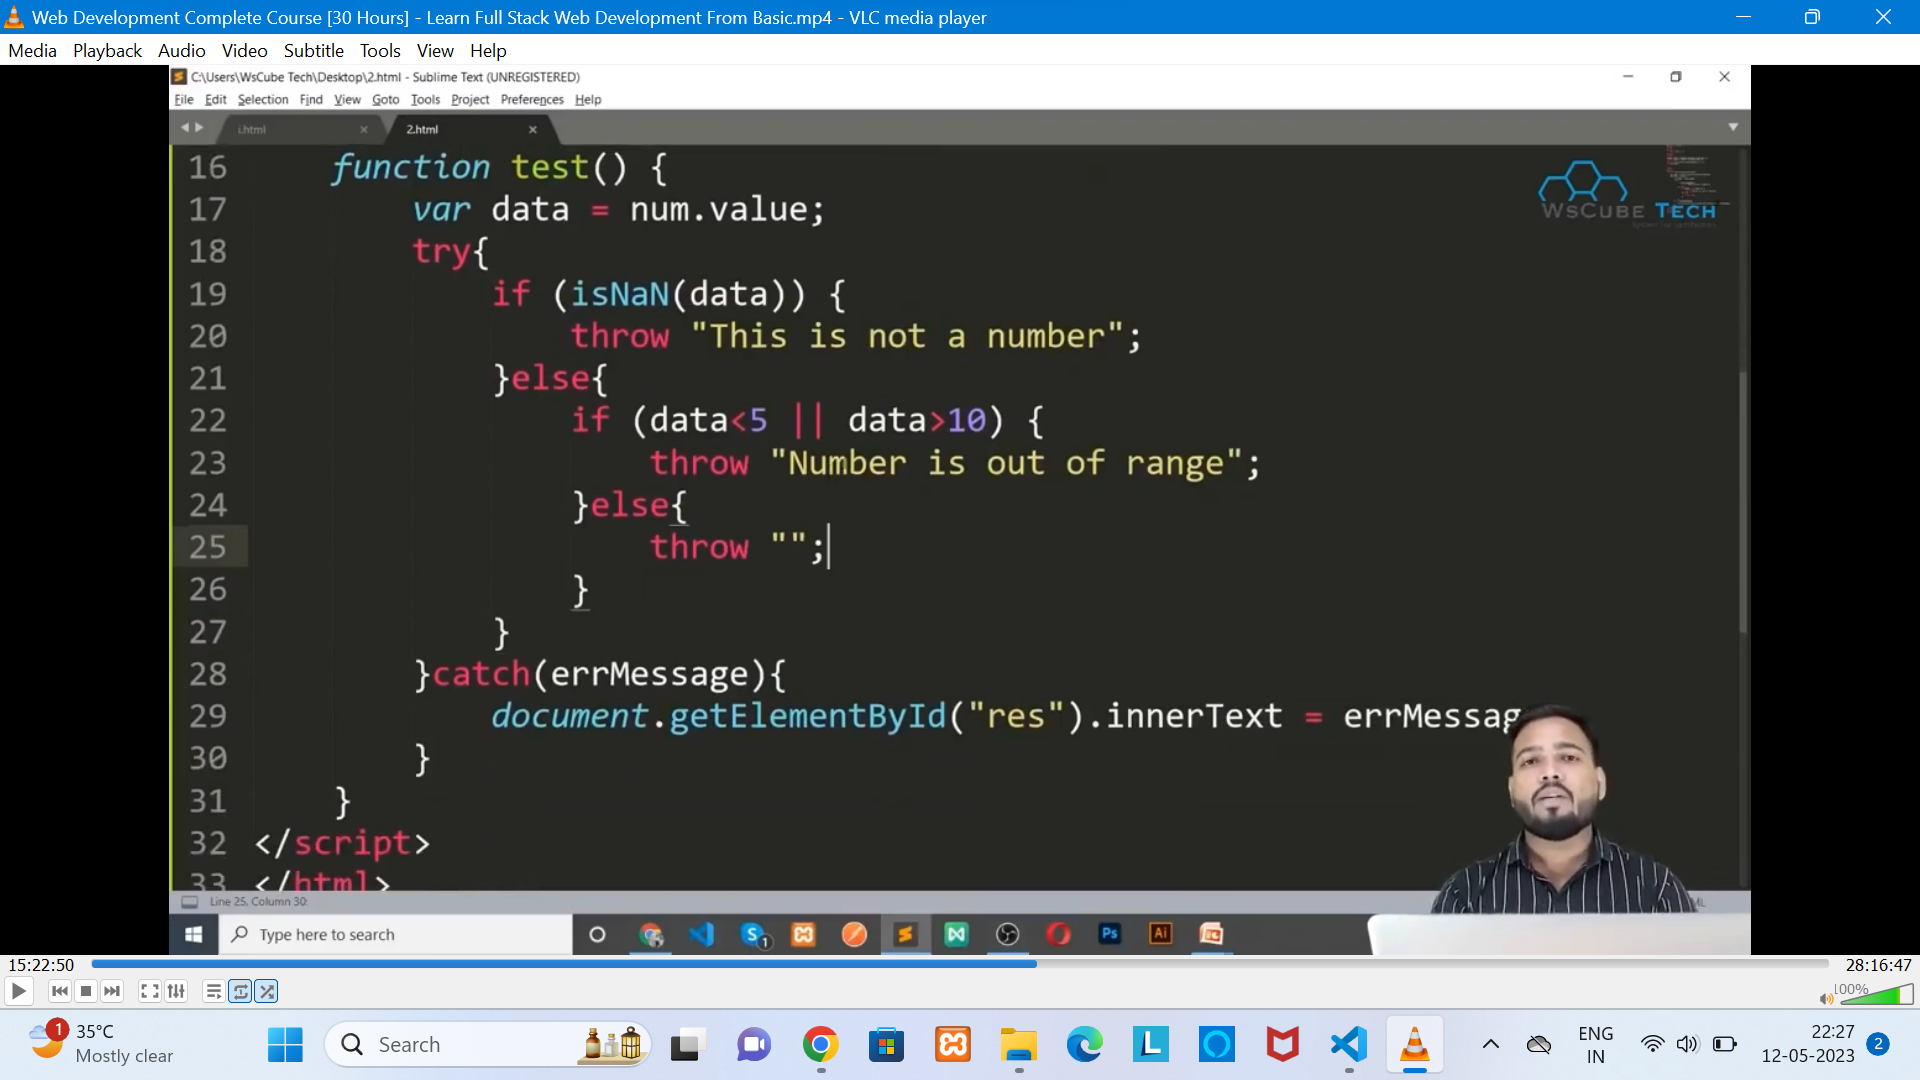 Web Development Complete Course [30 Hours] - Learn Full Stack Web Development From Basic.mp4 - VLC media player
Media Playback Audio Video Subtitle Tools View Help
C:\Users\WsCube Tech\Desktop\2.html - Sublime Text (UNREGISTERED)
File Edit Selection Find View Goto Tools Project Preferences Help
2.html
16 function test() {
17 var data = num.value;
18 try{
19 if (isNaN(data)) {
20 throw "This is not a number";
21 }else{
22 if (data<5 || data>10) {
23 throw "Number is out of range";
24 }else{
25 throw "";
26 }
27 }
28 }catch(errMessage){
29 document.getElementById("res").innerText = errMessag
30 }
31 }
32 </script>
33 </html>
WSCUBE TECH
Line 25, Column 30
Type here to search
1
Ps
Ai
15:22:50
28:16:47
100%
1
35°C
Mostly clear
Search
L
ENG
IN
22:27
12-05-2023
2